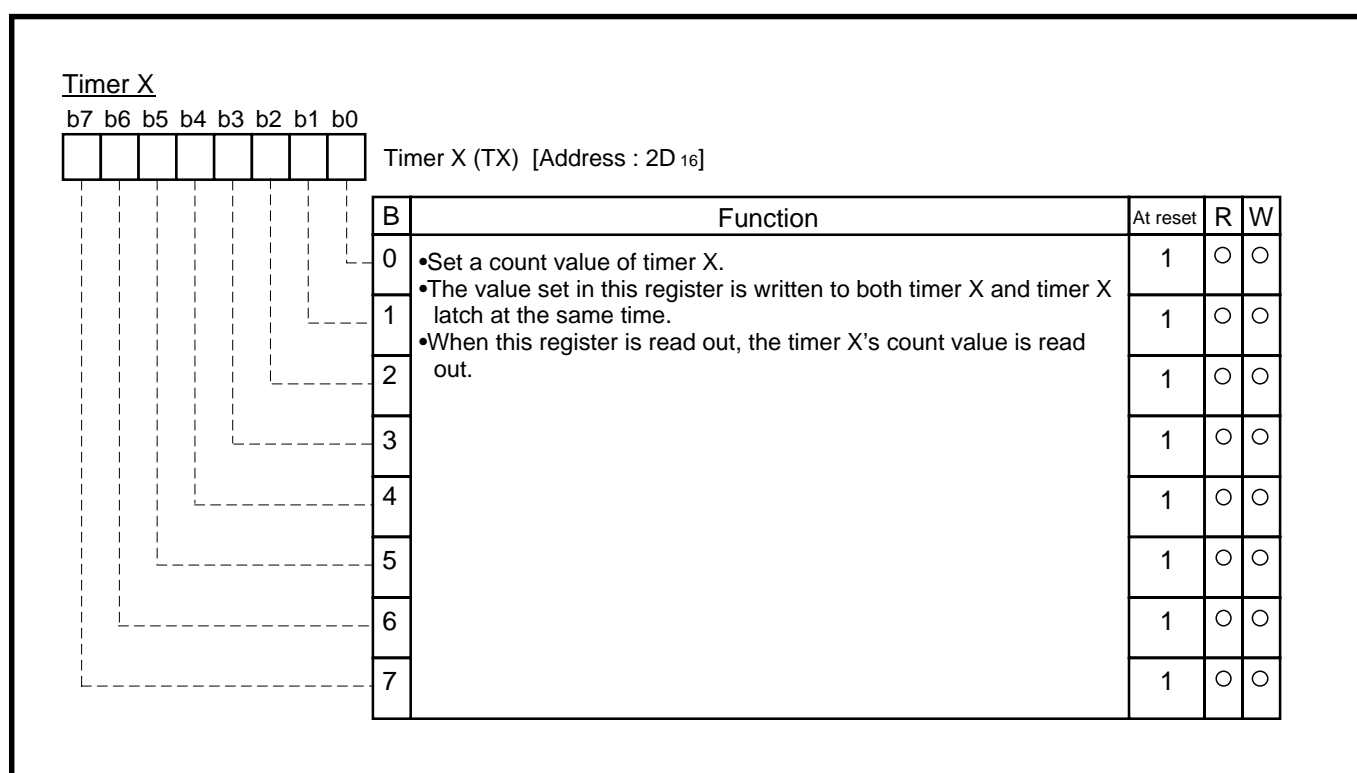 Timer X
b7 b6 b5 b4 b3 b2 b1 b0
Timer X (TX) [Address : 2D 16]
B Function At reset R W
0 •Set a count value of timer X. 1 ○ ○
•The value set in this register is written to both timer X and timer X
1 latch at the same time. 1 ○ ○
•When this register is read out, the timer X’s count value is read
2 out. 1 ○ ○
3 1 ○ ○
4 1 ○ ○
5 1 ○ ○
6 1 ○ ○
7 1 ○ ○